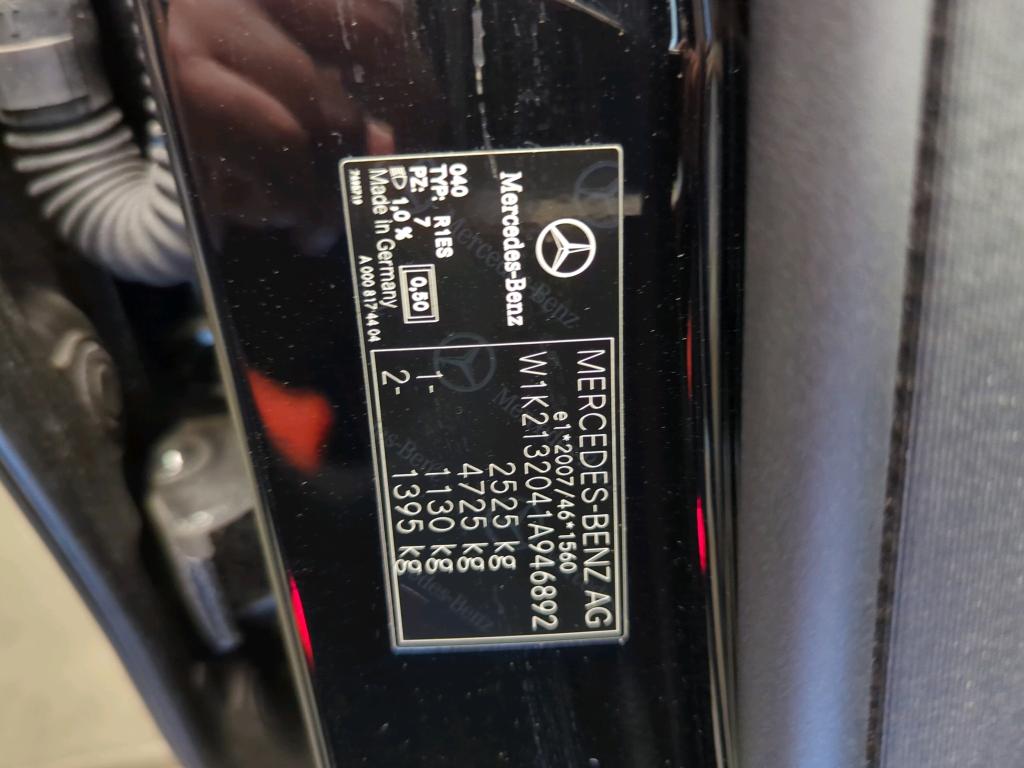 Mercedes-Benz
040
TYP: R1ES
1,0 % 0,50
PZ: 7
Made in Germany
A 000 817 44 04
MERCEDES-BENZ AG
e1*2007/46*1560
W1K2132041A946892
2525 kg
4725 kg
1- 1130 kg
2- 1395 kg